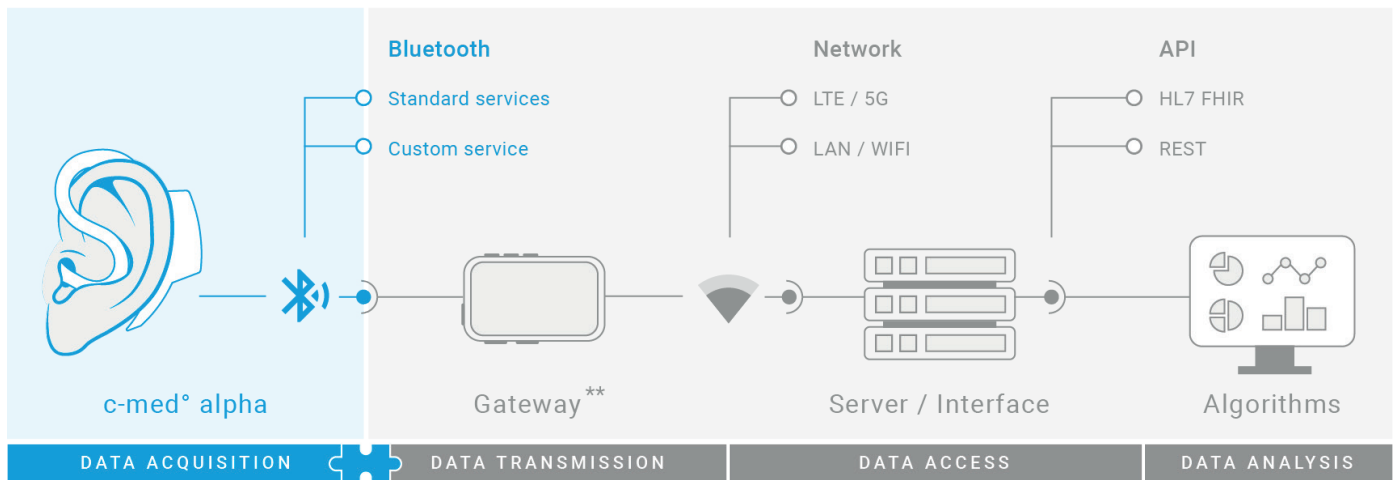 Bluetooth
Standard services
Custom service
Network
LTE / 5G
LAN / WIFI
API
HL7 FHIR
REST
c-med° alpha
Gateway**
Server / Interface
Algorithms
DATA ACQUISITION
DATA TRANSMISSION
DATA ACCESS
DATA ANALYSIS